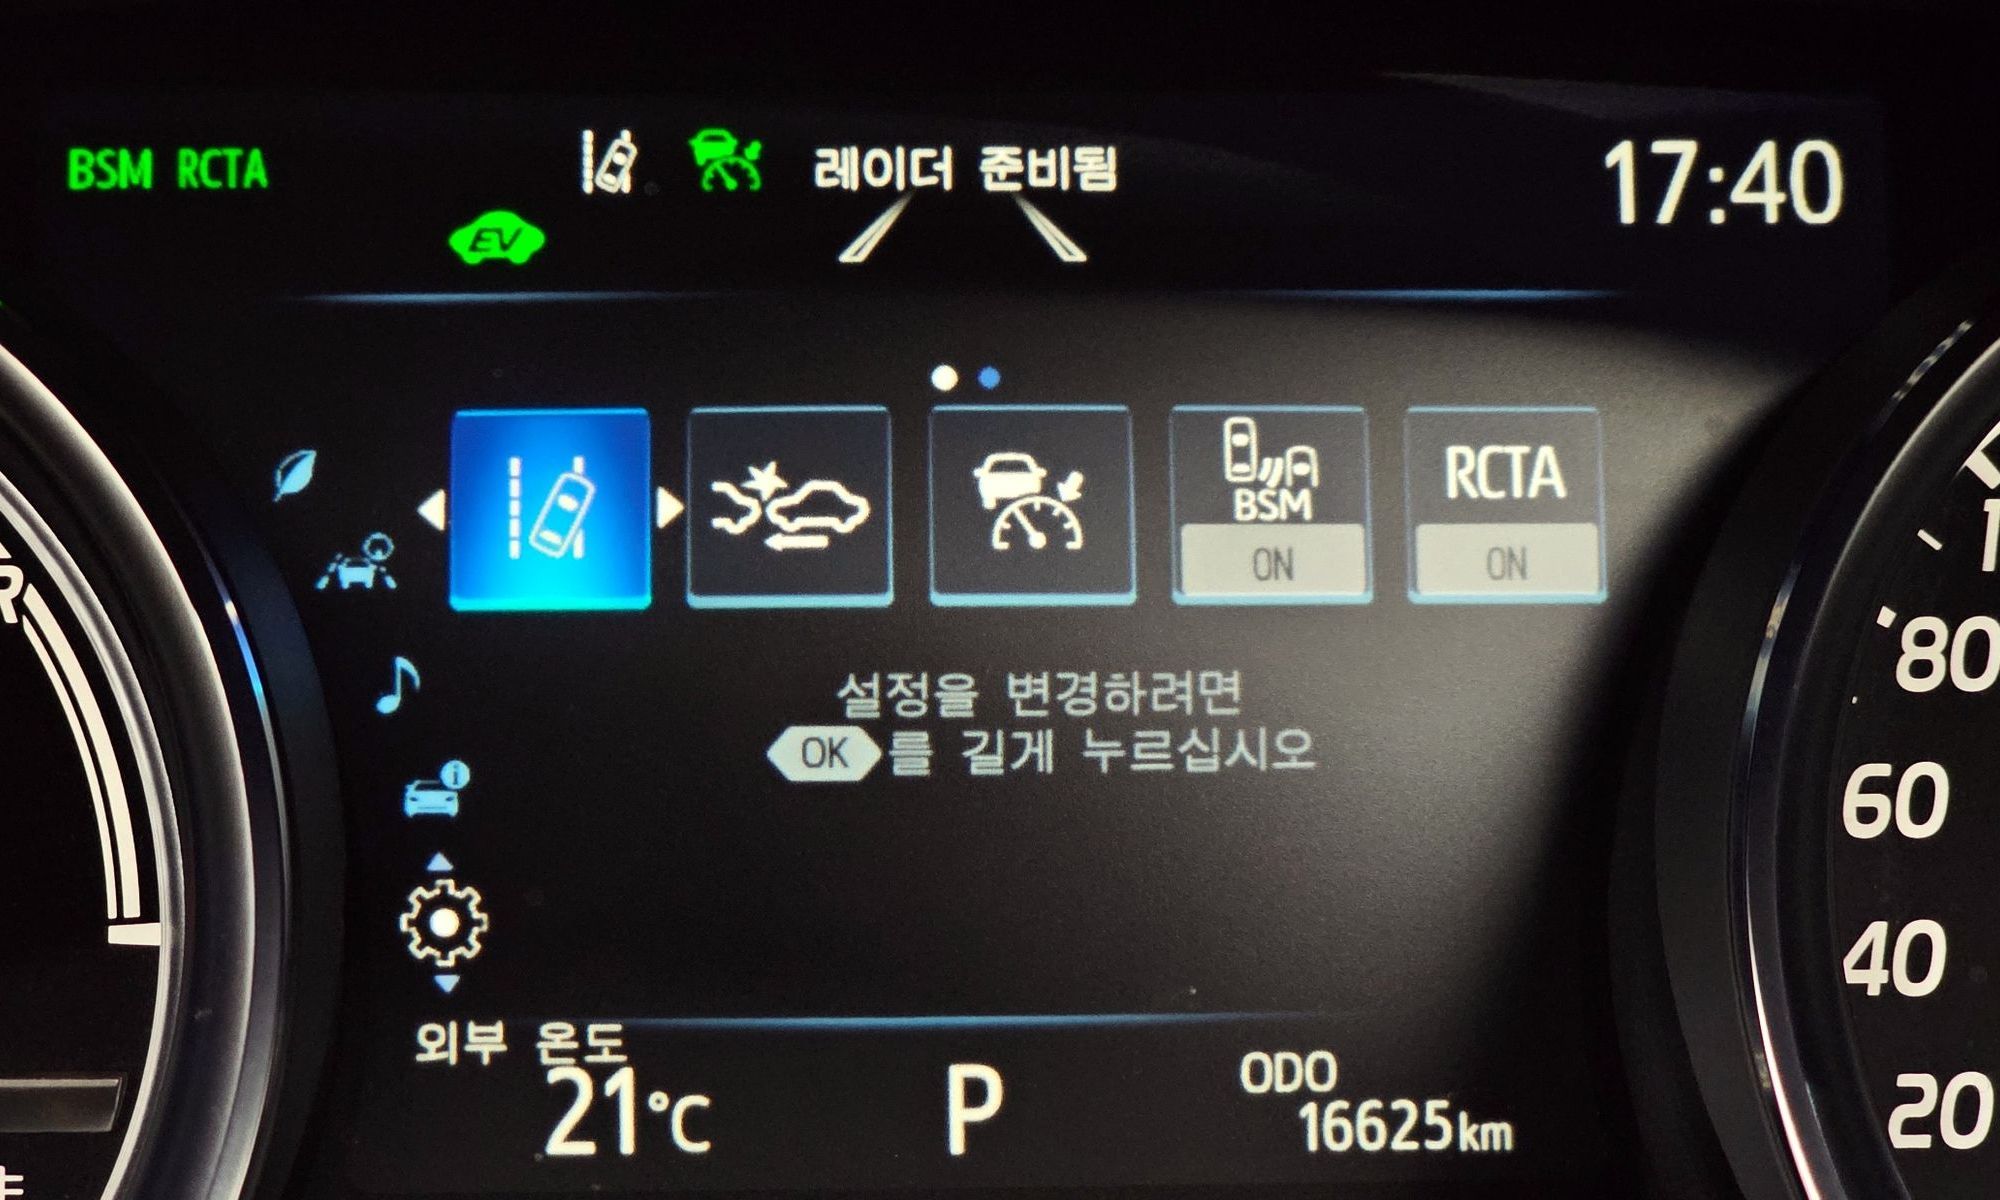 BSM RCTA
레이더 준비됨
17:40
EV
BSM
ON
RCTA
ON
설정을 변경하려면
OK를 길게 누르십시오
외부 온도
21°C
P
ODO
16625km
80
60
40
20